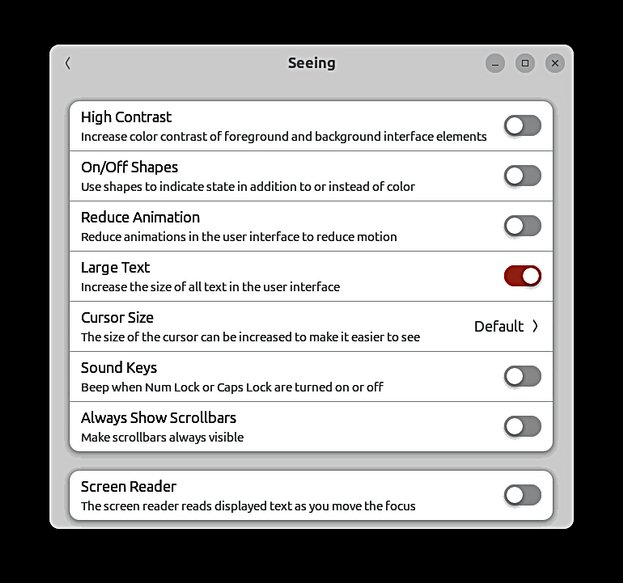 Seeing
High Contrast
Increase color contrast of foreground and background interface elements
On/Off Shapes
Use shapes to indicate state in addition to or instead of color
Reduce Animation
Reduce animations in the user interface to reduce motion
Large Text
Increase the size of all text in the user interface
Cursor Size
The size of the cursor can be increased to make it easier to see
Default
Sound Keys
Beep when Num Lock or Caps Lock are turned on or off
Always Show Scrollbars
Make scrollbars always visible
Screen Reader
The screen reader reads displayed text as you move the focus